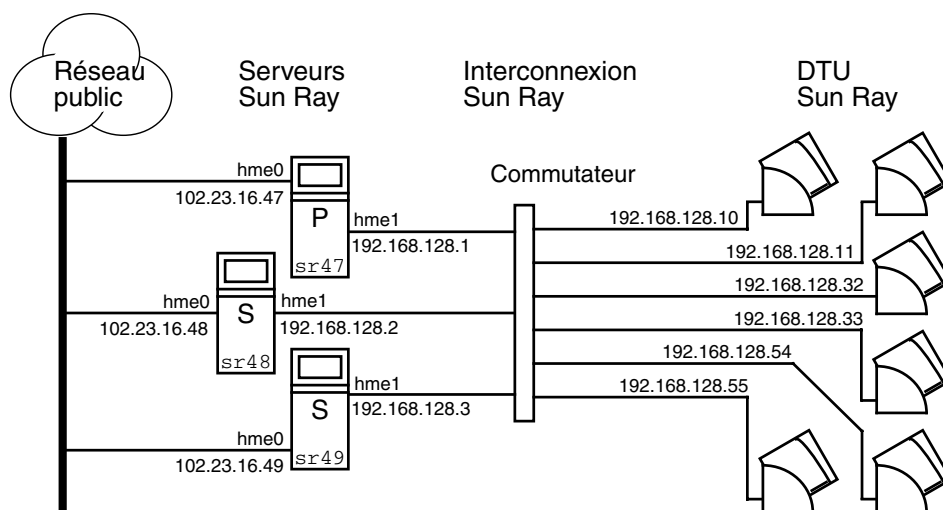 Réseau
public
Serveurs
Sun Ray
Interconnexion
Sun Ray
DTU
Sun Ray
Commutateur
hme0
102.23.16.47
P
sr47
hme1
192.168.128.1
hme0
102.23.16.48
S
sr48
hme1
192.168.128.2
hme0
102.23.16.49
S
sr49
hme1
192.168.128.3
192.168.128.10
192.168.128.11
192.168.128.32
192.168.128.33
192.168.128.54
192.168.128.55